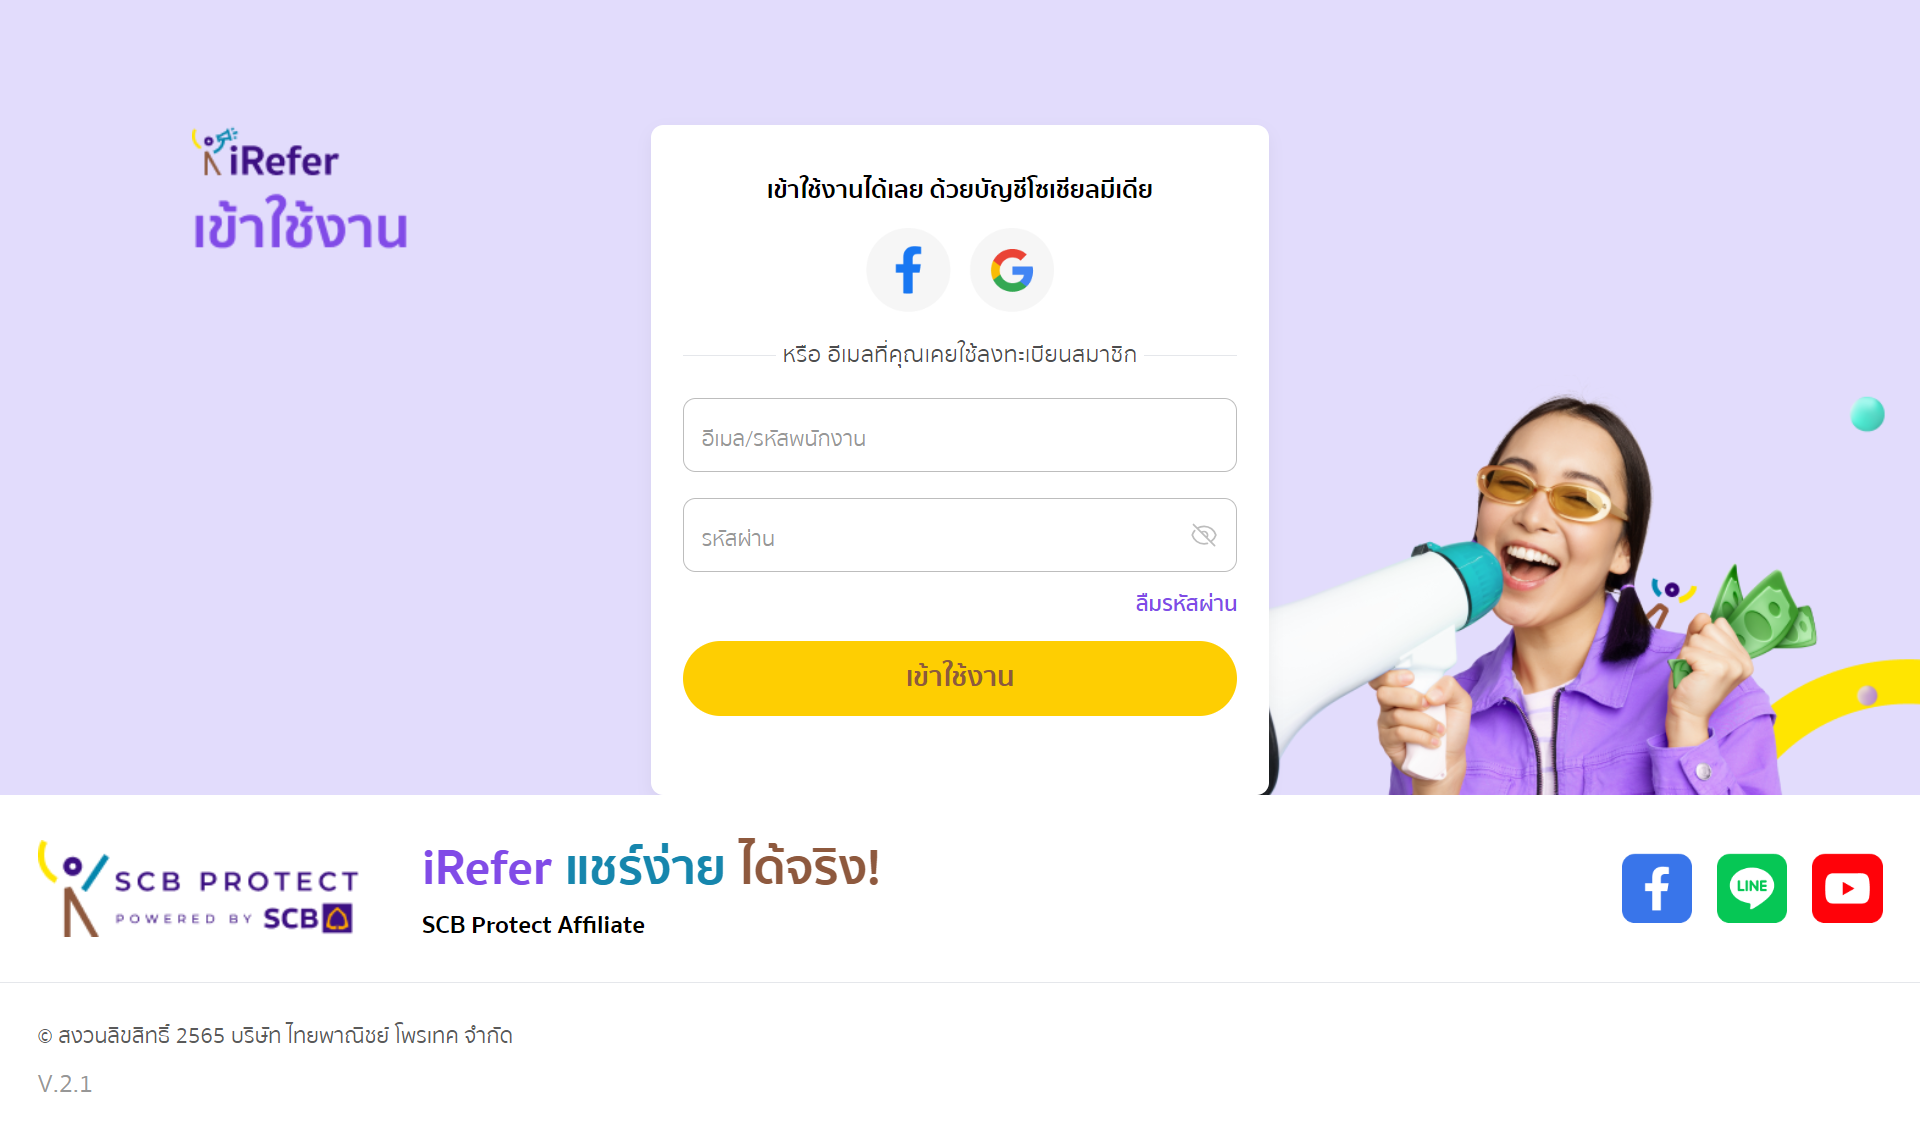 iRefer
เข้าใช้งาน
เข้าใช้งานได้เลย ด้วยบัญชีโซเชียลมีเดีย
หรือ อีเมลที่คุณเคยใช้ลงทะเบียนสมาชิก
อีเมล/รหัสพนักงาน
รหัสผ่าน
ลืมรหัสผ่าน
เข้าใช้งาน
SCB PROTECT
POWERED BY SCB
iRefer แชร์ง่าย ได้จริง!
SCB Protect Affiliate
LINE
© สงวนลิขสิทธิ์ 2565 บริษัท ไทยพาณิชย์ โพรเทค จำกัด
V.2.1